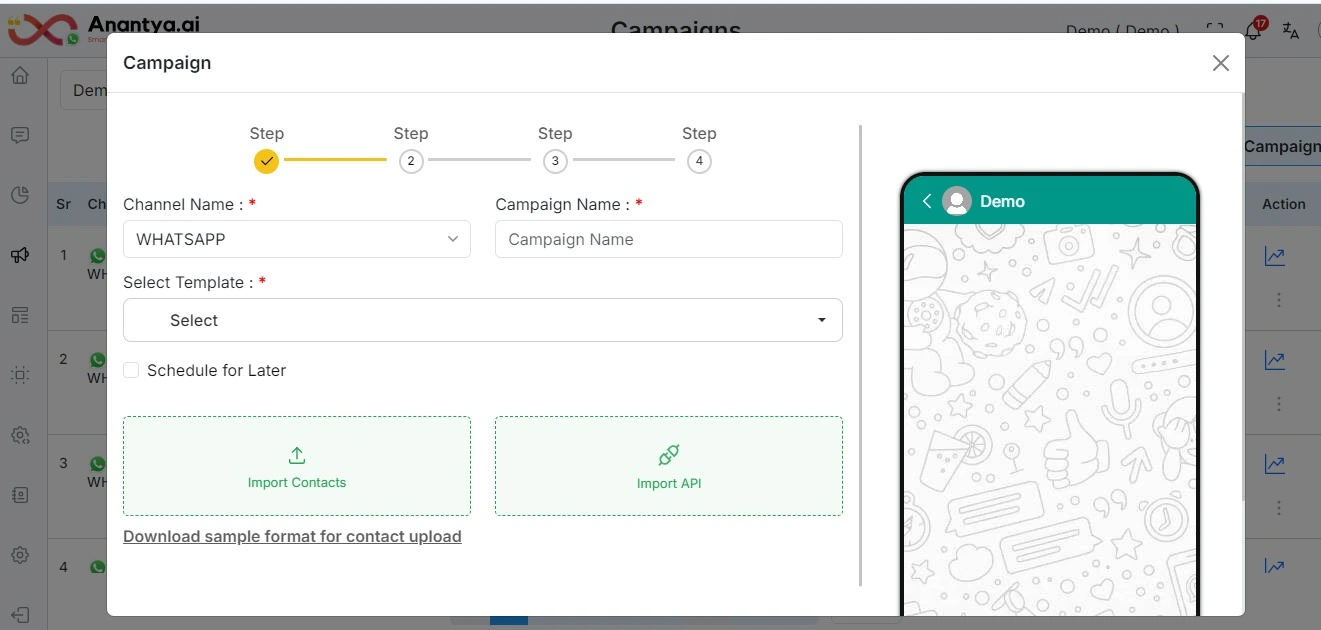 Anantya.ai
Campaigns
Demo ( Demo )
17
Dem
Campaign
Step
Step
Step
Step
2
3
4
Channel Name : *
Campaign Name : *
WHATSAPP
Campaign Name
Select Template : *
Select
Schedule for Later
Import Contacts
Import API
Download sample format for contact upload
Demo
Campaign
Sr
Ch
Action
1
WH
2
WH
3
WH
4